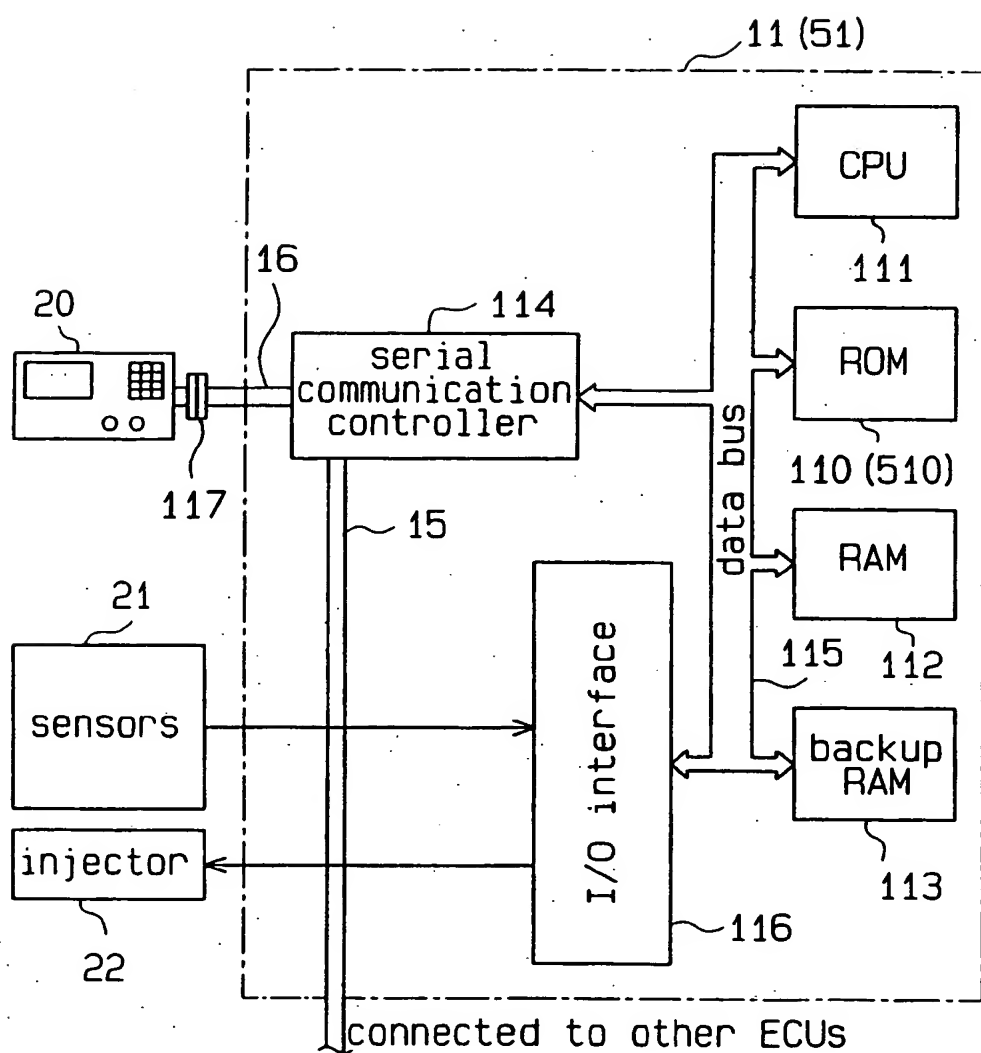 11 (51)
CPU
111
16
20
114
serial
communication
controller
ROM
117
110 (510)
data bus
15
RAM
21
112
115
sensors
I/O interface
backup
RAM
injector
113
116
22
connected to other ECUs